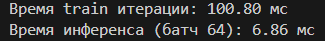 Время train итерации: 100.80 мс
Время инференса (батч 64): 6.86 мс